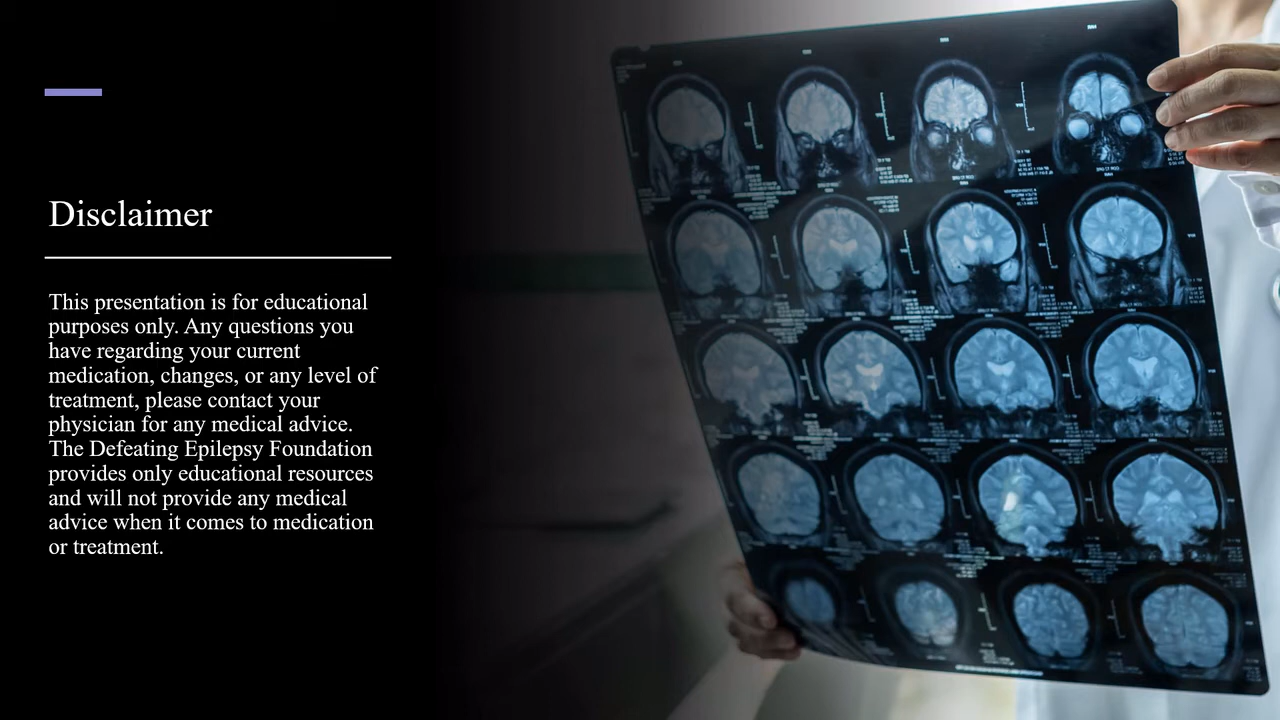 Disclaimer
This presentation is for educational
purposes only. Any questions you
have regarding your current
medication, changes, or any level of
treatment, please contact your
physician for any medical advice.
The Defeating Epilepsy Foundation
provides only educational resources
and will not provide any medical
advice when it comes to medication
or treatment.